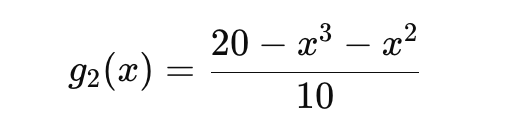 g₂(x) = (20 − x³ − x²) / 10